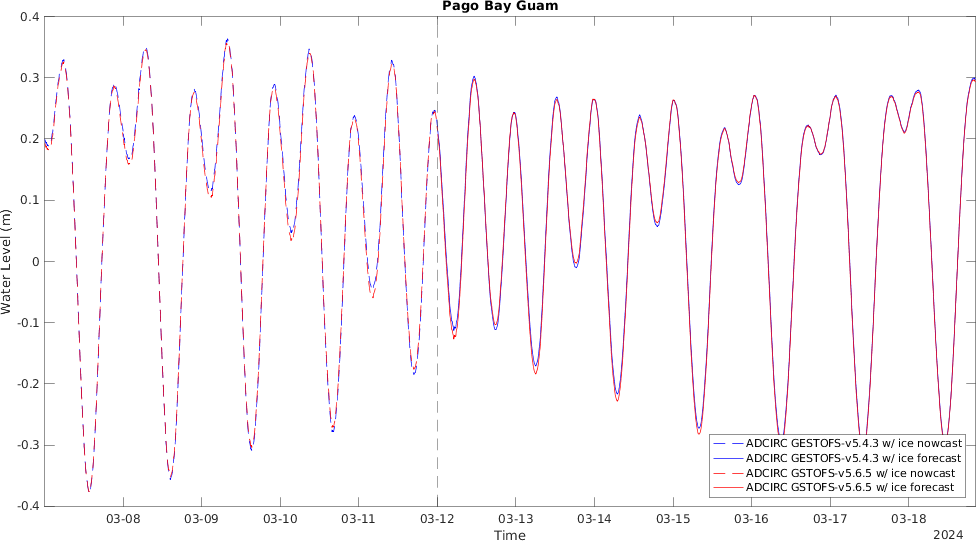 Pago Bay Guam
0.4
0.3
0.2
0.1
0
-0.1
-0.2
-0.3
-0.4
Water Level (m)
ADCIRC GESTOFS-v5.4.3 w/ ice nowcast
ADCIRC GESTOFS-v5.4.3 w/ ice forecast
ADCIRC GSTOFS-v5.6.5 w/ ice nowcast
ADCIRC GSTOFS-v5.6.5 w/ ice forecast
03-08 03-09 03-10 03-11 03-12 03-13 03-14 03-15 03-16 03-17 03-18
Time
2024